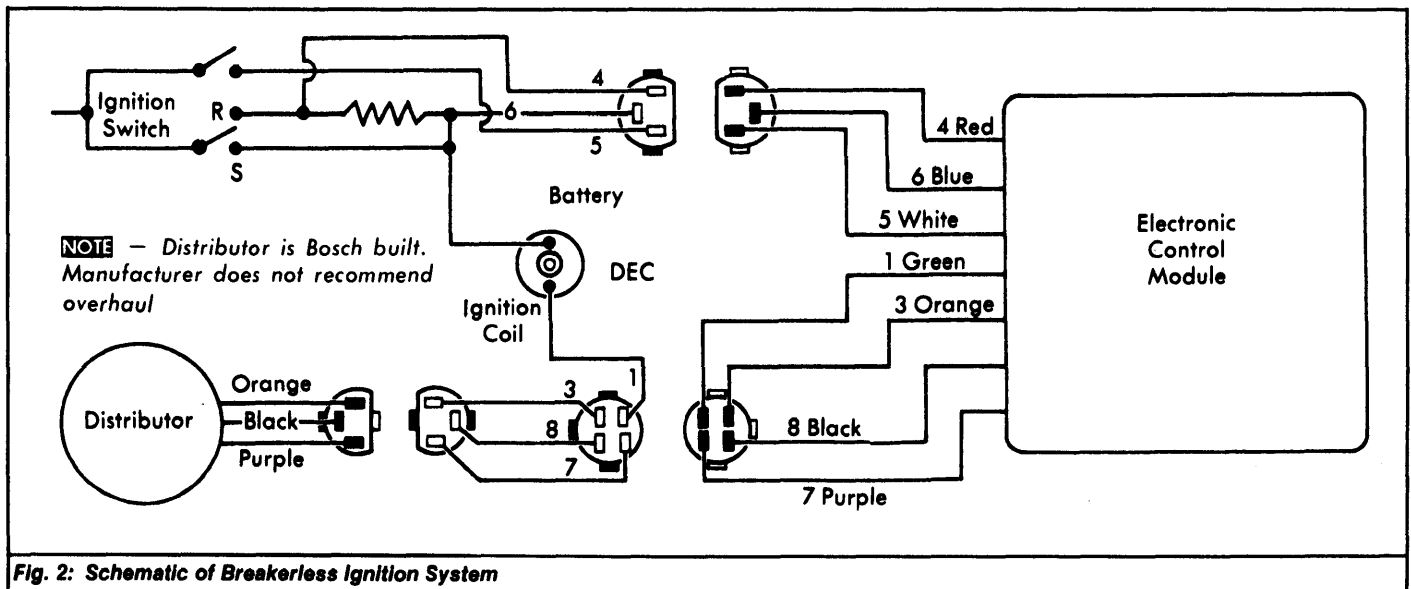 Ignition
Switch
R
S
4
6
5
Battery
4 Red
6 Blue
5 White
1 Green
3 Orange
Electronic
Control
Module
NOTE – Distributor is Bosch built.
Manufacturer does not recommend
overhaul
DEC
Ignition
Coil
Distributor
Orange
Black
Purple
3
1
8
7
8 Black
7 Purple
Fig. 2: Schematic of Breakerless Ignition System